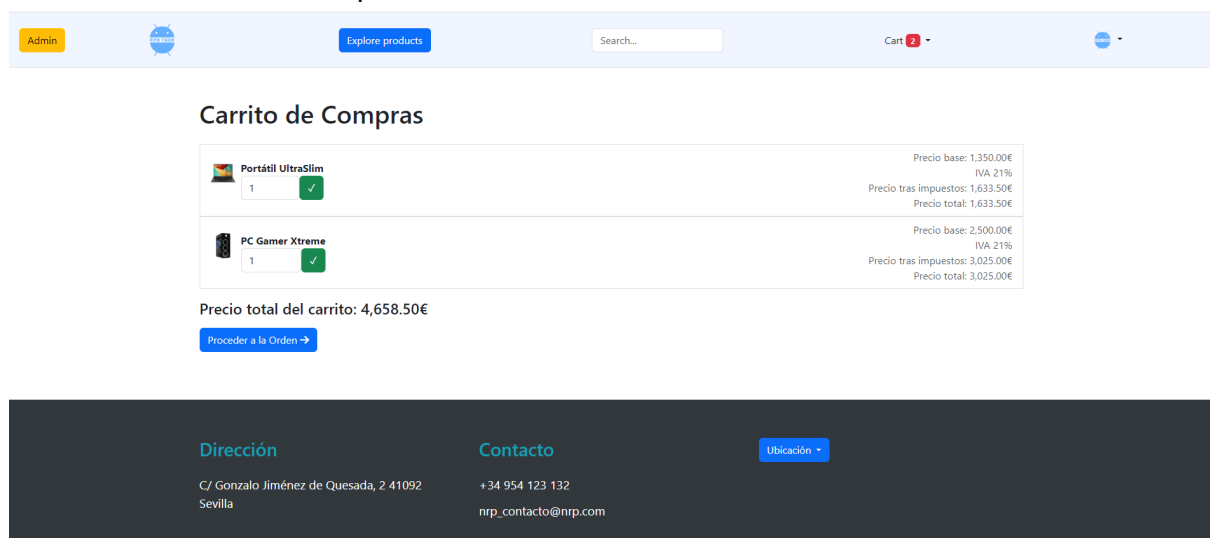 Admin
Explore products
Search...
Cart 2
Carrito de Compras
Portátil UltraSlim
1
Precio base: 1,350.00€
IVA 21%
Precio tras impuestos: 1,633.50€
Precio total: 1,633.50€
PC Gamer Xtreme
1
Precio base: 2,500.00€
IVA 21%
Precio tras impuestos: 3,025.00€
Precio total: 3,025.00€
Precio total del carrito: 4,658.50€
Proceder a la Orden →
Dirección
C/ Gonzalo Jiménez de Quesada, 2 41092
Sevilla
Contacto
+34 954 123 132
nrp_contacto@nrp.com
Ubicación